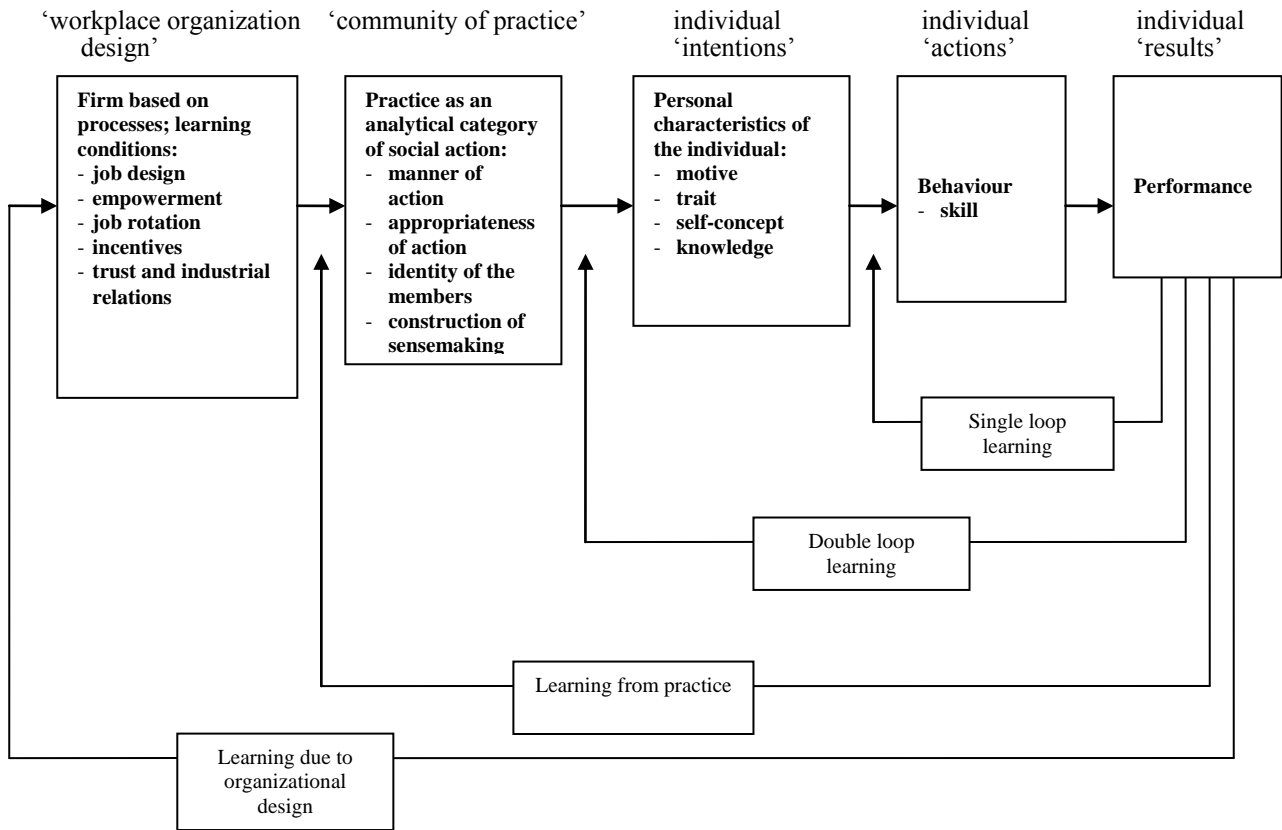 ‘workplace organization
design’
‘community of practice’
individual
‘intentions’
individual
‘actions’
individual
‘results’
Firm based on
processes; learning
conditions:
- job design
- empowerment
- job rotation
- incentives
- trust and industrial
relations
Practice as an
analytical category
of social action:
- manner of
action
- appropriateness
of action
- identity of the
members
- construction of
sensemaking
Personal
characteristics of
the individual:
- motive
- trait
- self-concept
- knowledge
Behaviour
- skill
Performance
Single loop
learning
Double loop
learning
Learning from practice
Learning due to
organizational
design